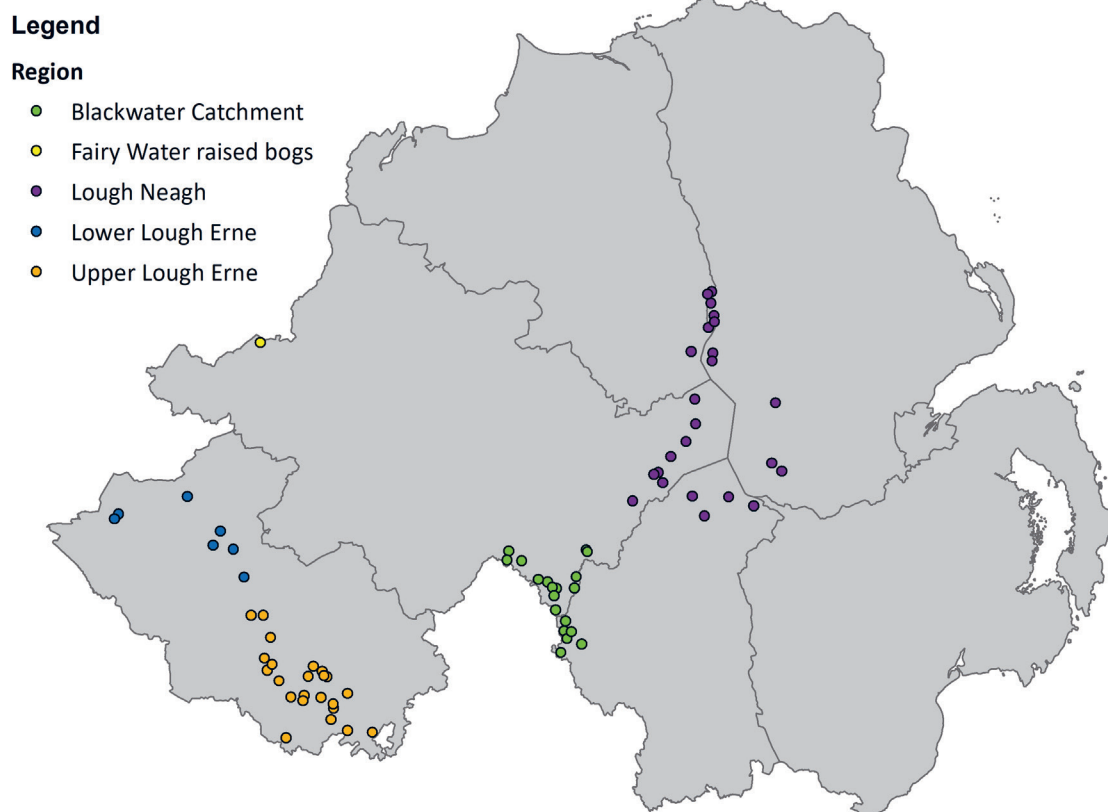 Legend
Region
Blackwater Catchment
Fairy Water raised bogs
Lough Neagh
Lower Lough Erne
Upper Lough Erne